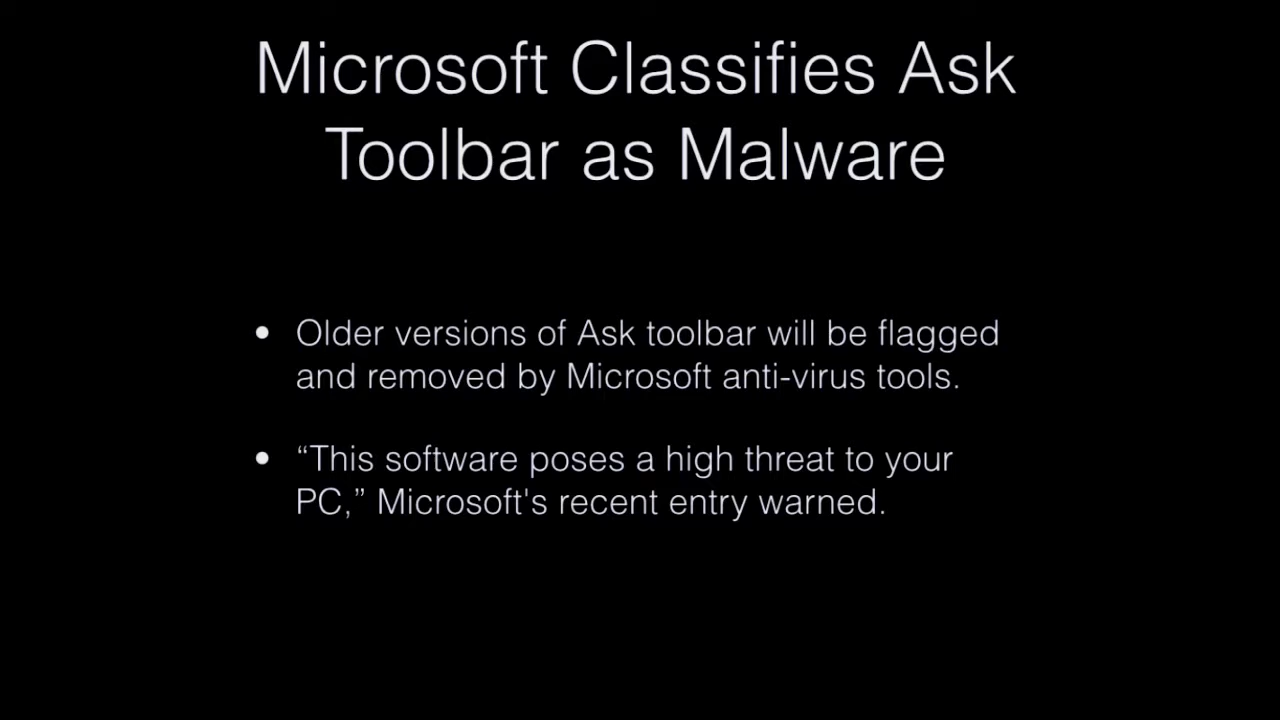 Microsoft Classifies Ask
Toolbar as Malware
• Older versions of Ask toolbar will be flagged
and removed by Microsoft anti-virus tools.
• “This software poses a high threat to your
PC,” Microsoft's recent entry warned.